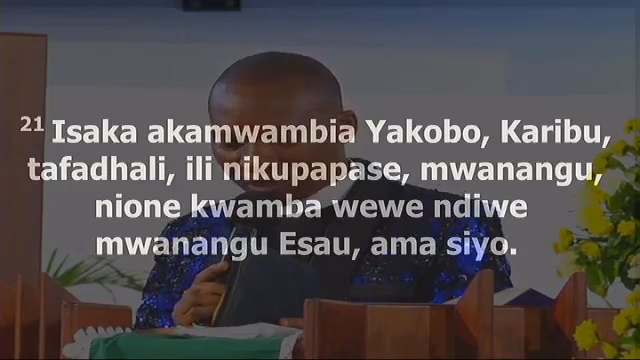 21 Isaka akamwambia Yakobo, Karibu,
tafadhali, ili nikupapase, mwanangu,
nione kwamba wewe ndiwe
mwanangu Esau, ama siyo.